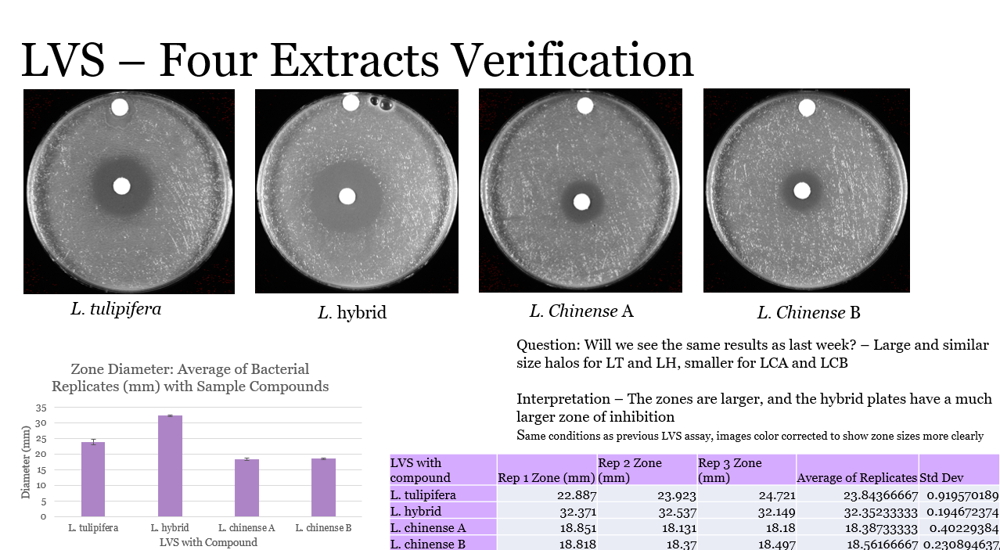 LVS – Four Extracts Verification
L. tulipifera
L. hybrid
L. Chinense A
L. Chinense B
Question: Will we see the same results as last week? – Large and similar
size halos for LT and LH, smaller for LCA and LCB
Interpretation – The zones are larger, and the hybrid plates have a much
larger zone of inhibition
Same conditions as previous LVS assay, images color corrected to show zone sizes more clearly
Zone Diameter: Average of Bacterial
Replicates (mm) with Sample Compounds
Diameter (mm)
35
30
25
20
15
10
5
0
L. tulipifera L. hybrid L. chinense A L. chinense B
LVS with Compound
LVS with
compound Rep 1 Zone (mm) Rep 2 Zone
(mm) Rep 3 Zone
(mm) Average of Replicates Std Dev
L. tulipifera 22.887 23.923 24.721 23.84366667 0.919570189
L. hybrid 32.371 32.537 32.149 32.35233333 0.194672374
L. chinense A 18.851 18.131 18.18 18.38733333 0.40229384
L. chinense B 18.818 18.37 18.497 18.56166667 0.230894637